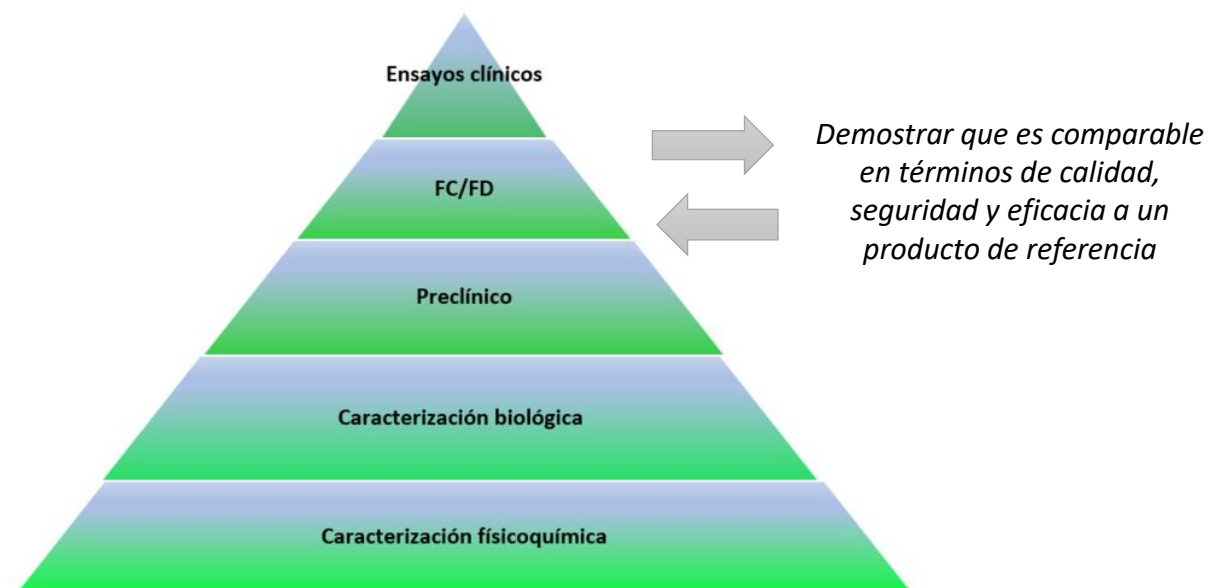 Ensayos clínicos
FC/FD
Preclínico
Caracterización biológica
Caracterización físicoquímica
Demostrar que es comparable
en términos de calidad,
seguridad y eficacia a un
producto de referencia